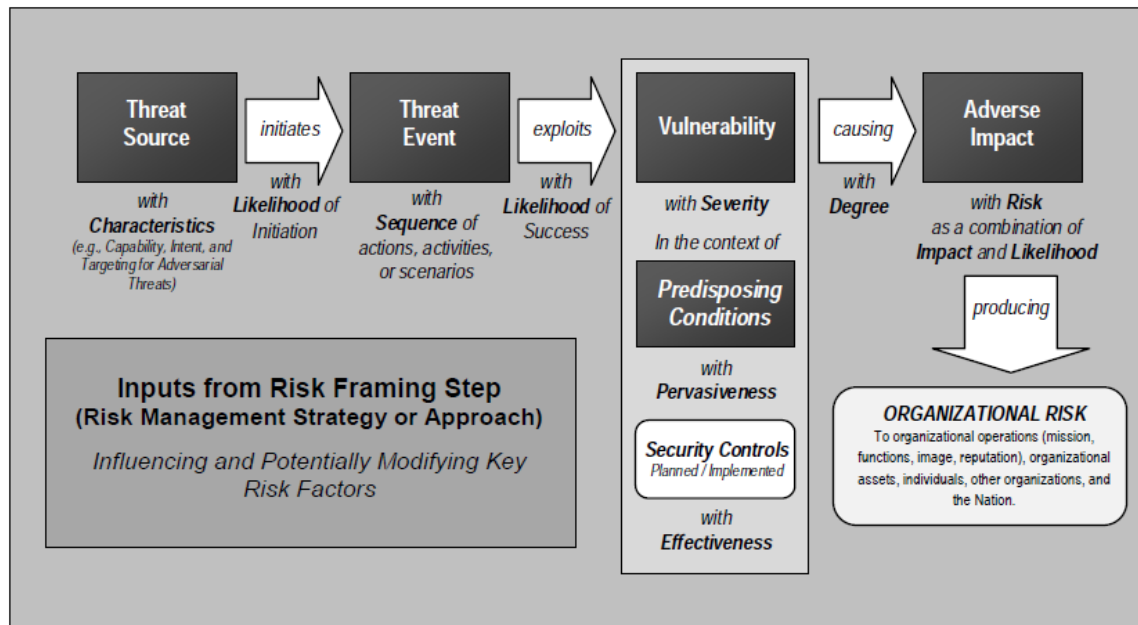 Threat
Source
initiates
Threat
Event
exploits
Vulnerability
causing
Adverse
Impact
with
Characteristics
(e.g., Capability, Intent, and
Targeting for Adversarial
Threats)
with
Likelihood of
Initiation
with
Sequence of
actions, activities,
or scenarios
with
Likelihood of
Success
with Severity
In the context of
Predisposing
Conditions
with
Pervasiveness
Security Controls
Planned / Implemented
with
Effectiveness
with
Degree
with Risk
as a combination of
Impact and Likelihood
producing
ORGANIZATIONAL RISK
To organizational operations (mission,
functions, image, reputation), organizational
assets, individuals, other organizations, and
the Nation.
Inputs from Risk Framing Step
(Risk Management Strategy or Approach)
Influencing and Potentially Modifying Key
Risk Factors